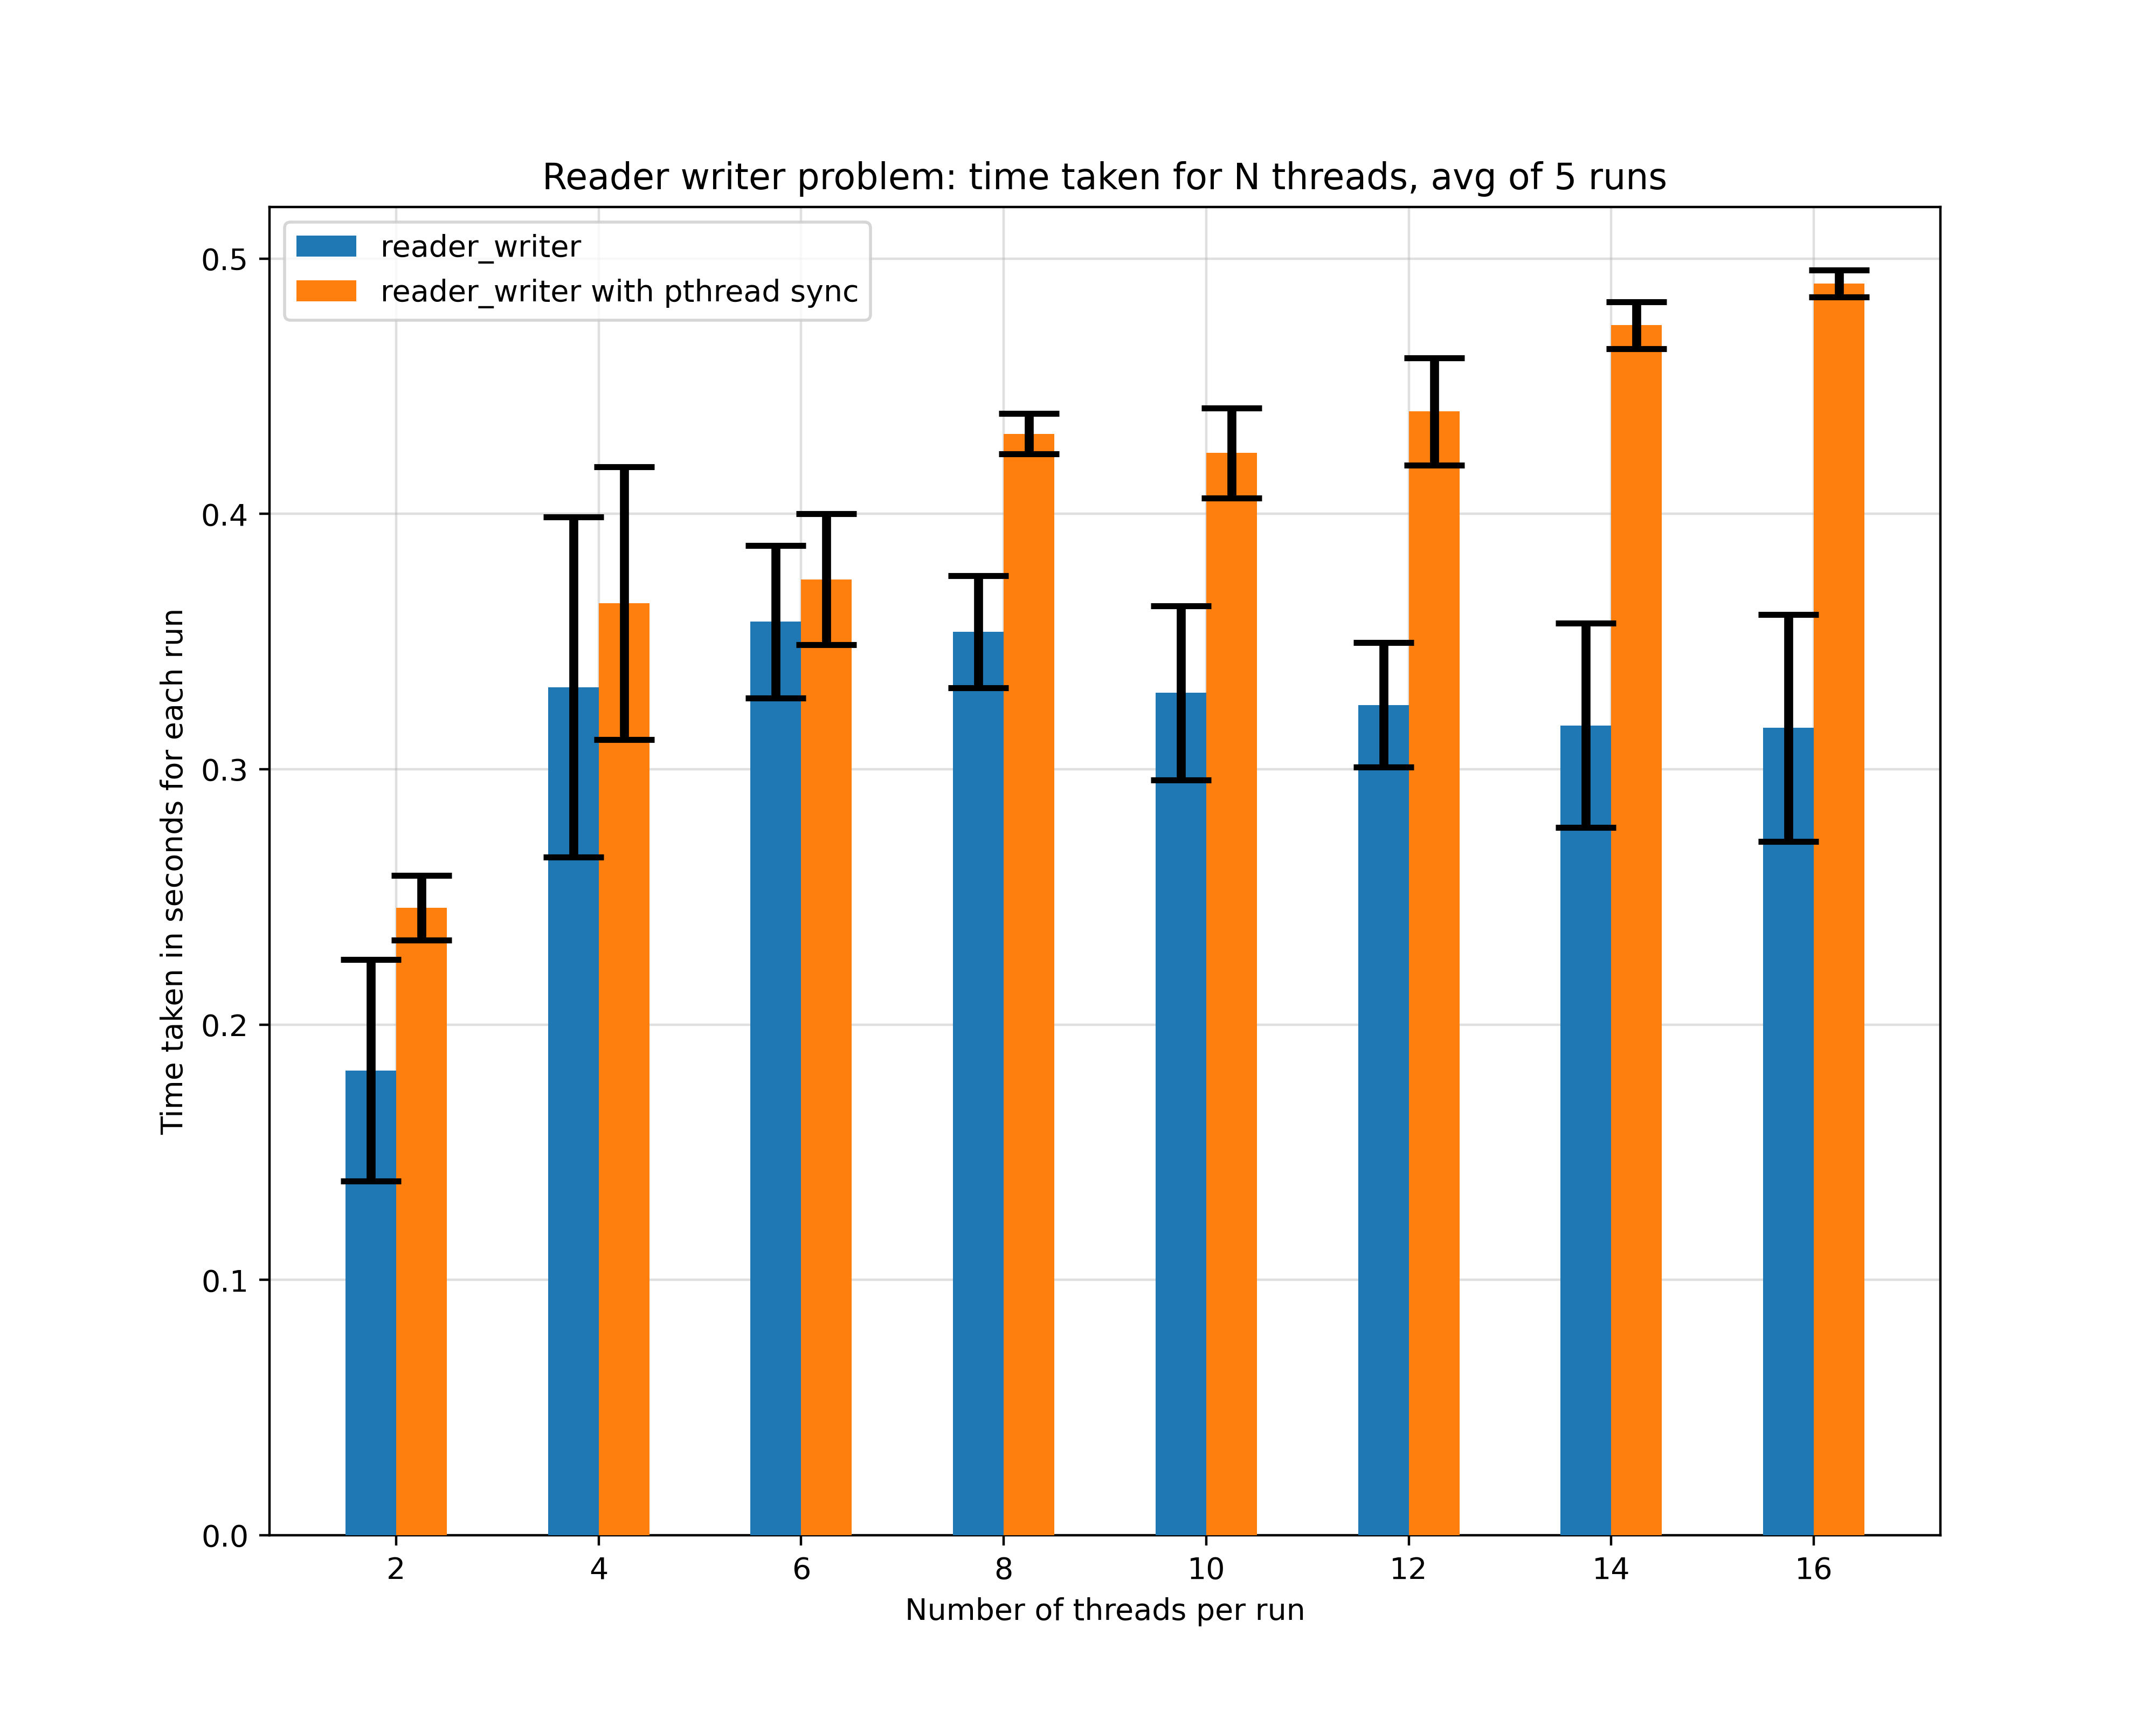 Reader writer problem: time taken for N threads, avg of 5 runs
reader_writer
reader_writer with pthread sync
Time taken in seconds for each run
0.5
0.4
0.3
0.2
0.1
0.0
2 4 6 8 10 12 14 16
Number of threads per run